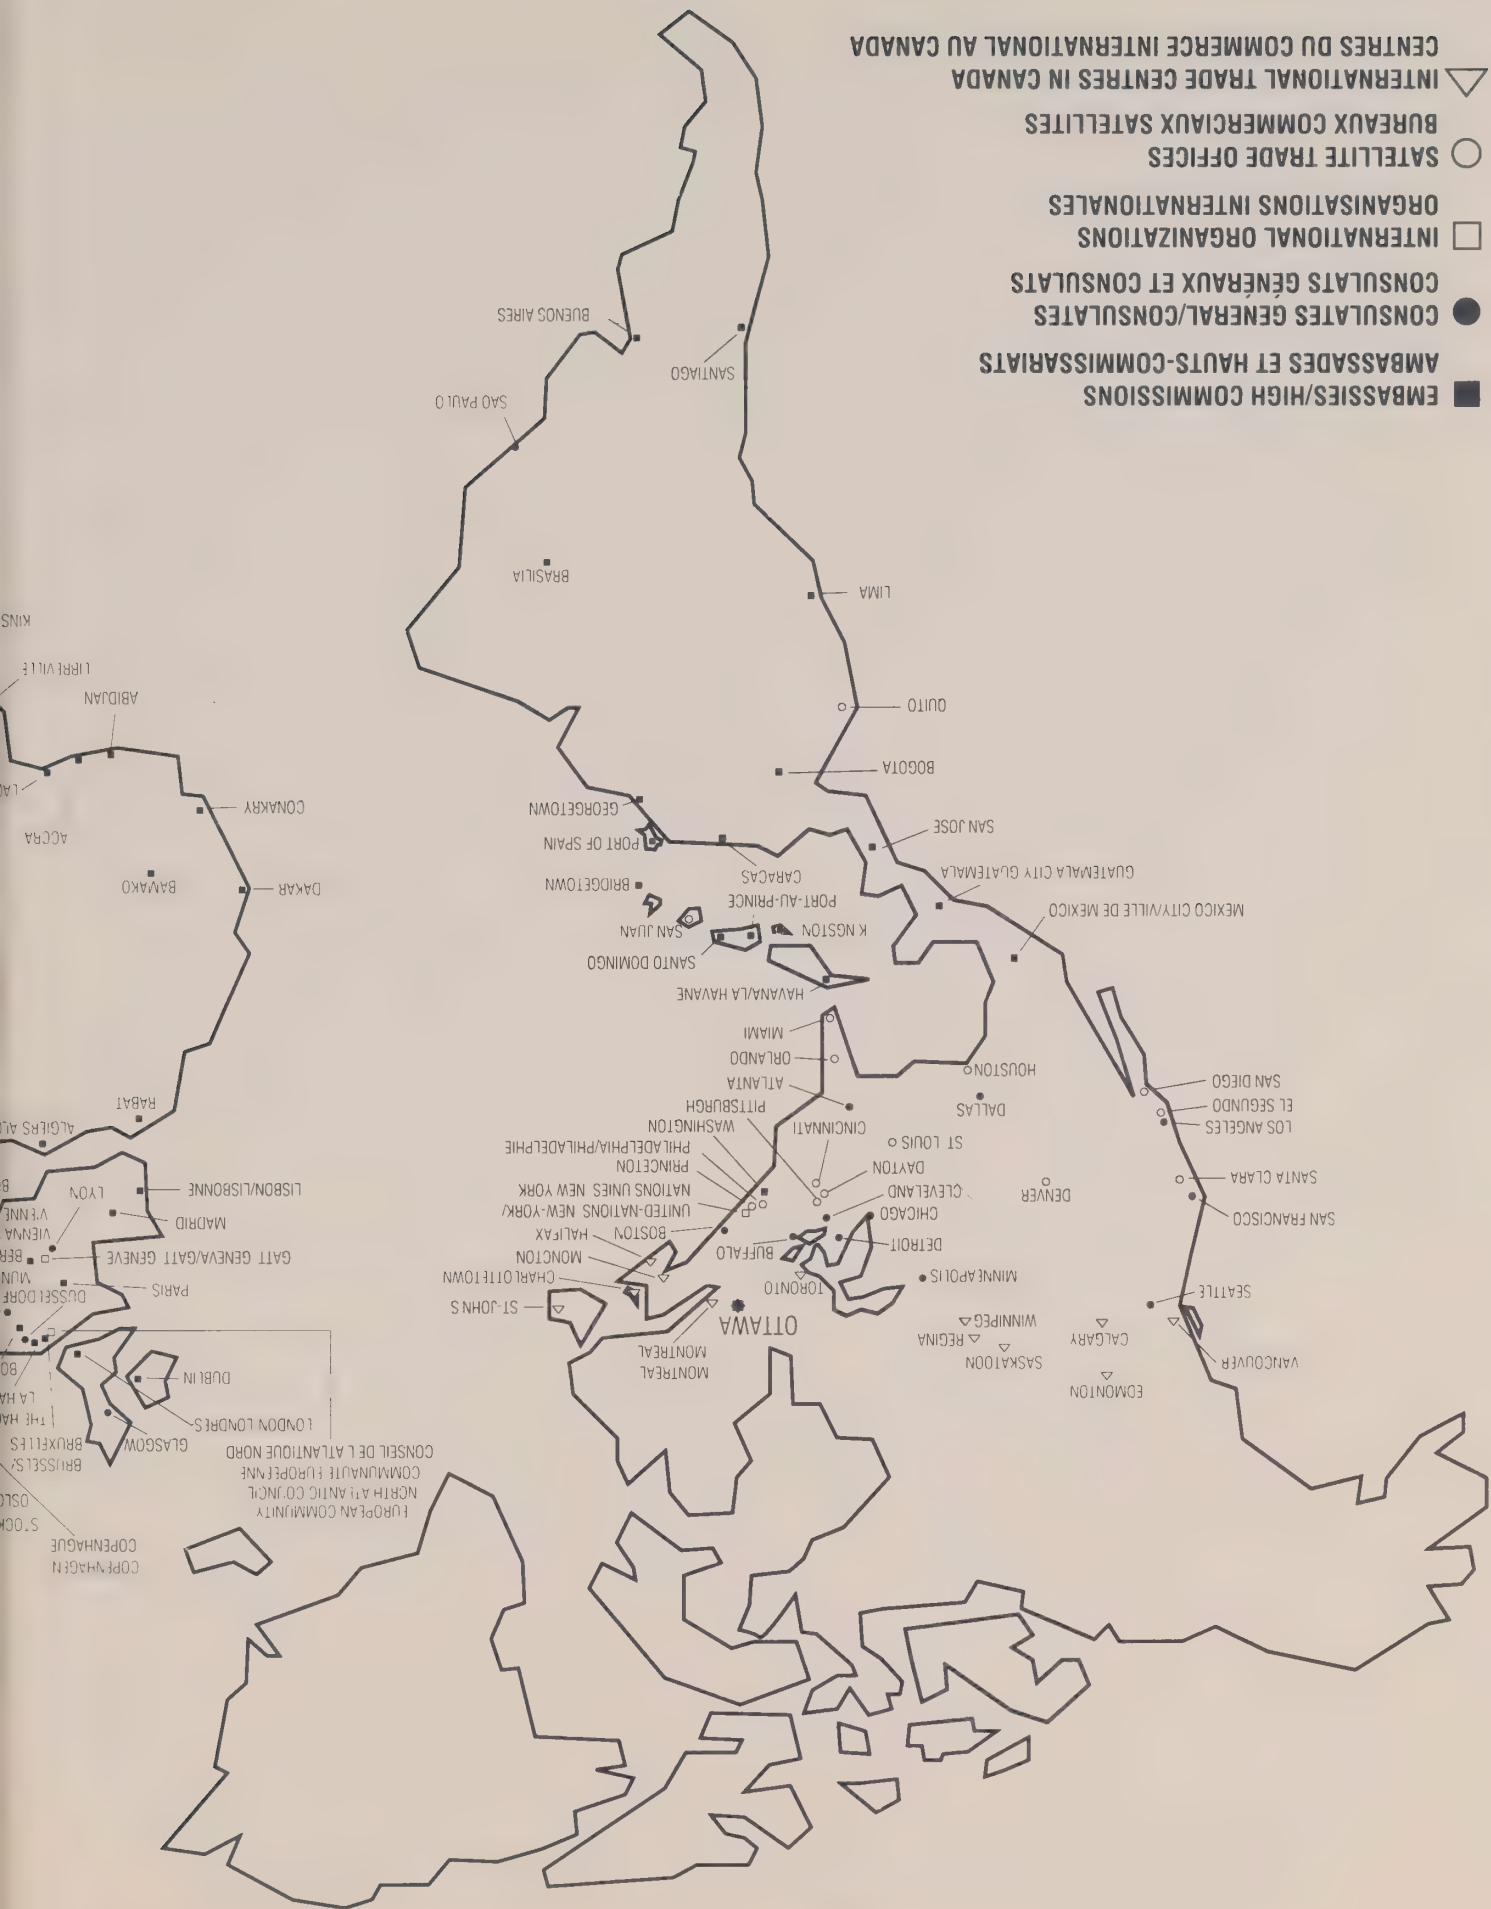 COPENHAGEN
COPENHAGUE
EUROPEAN COMMUNITY
NORTH ATLANTIC COUNCIL
COMMUNAUTE EUROPEENNE
CONSEIL DE L ATLANTIQUE NORD
BRUSSELS/
BRUXELLES
GLASGOW
LONDON LONDRES
DUBLIN
EDMONTON
VANCOUVER
SASKATOON
MONTREAL
MONTREAL
CALGARY
REGINA
WINNIPEG
OTTAWA
ST-JOHN S
SEATTLE
MINNEAPOLIS
TORONTO
CHARLOTTETOWN
MONCTON
HALIFAX
PARIS
GATT GENEVA/GATT GENEVE
DETROIT
BUFFALO
BOSTON
SAN FRANCISCO
CHICAGO
CLEVELAND
DAYTON
UNITED-NATIONS NEW-YORK/
NATIONS UNIES NEW YORK
PRINCETON
PHILADELPHIA/PHILADELPHIE
WASHINGTON
PITTSBURGH
MADRID
LYON
LISBON/LISBONNE
SANTA CLARA
DENVER
ST LOUIS
CINCINNATI
LOS ANGELES
EL SEGUNDO
SAN DIEGO
DALLAS
HOUSTON
ATLANTA
ORLANDO
MIAMI
ALGIERS
RABAT
HAVANA/LA HAVANE
SANTO DOMINGO
KINGSTON
SAN JUAN
PORT-AU-PRINCE
MEXICO CITY/VILLE DE MEXICO
GUATEMALA CITY GUATEMALA
CARACAS
BRIDGETOWN
PORT OF SPAIN
GEORGETOWN
SAN JOSE
DAKAR
BAMAKO
ACCRA
CONAKRY
BOGOTA
QUITO
ABIDJAN
LIBREVILLE
LIMA
BRASILIA
SAO PAULO
SANTIAGO
BUENOS AIRES
EMBASSIES/HIGH COMMISSIONS
AMBASSADES ET HAUTS-COMMISSARIATS
CONSULATES GENERAL/CONSULATES
CONSULATS GÉNÉRAUX ET CONSULATS
INTERNATIONAL ORGANIZATIONS
ORGANISATIONS INTERNATIONALES
SATELLITE TRADE OFFICES
BUREAUX COMMERCIAUX SATELLITES
INTERNATIONAL TRADE CENTRES IN CANADA
CENTRES DU COMMERCE INTERNATIONAL AU CANADA